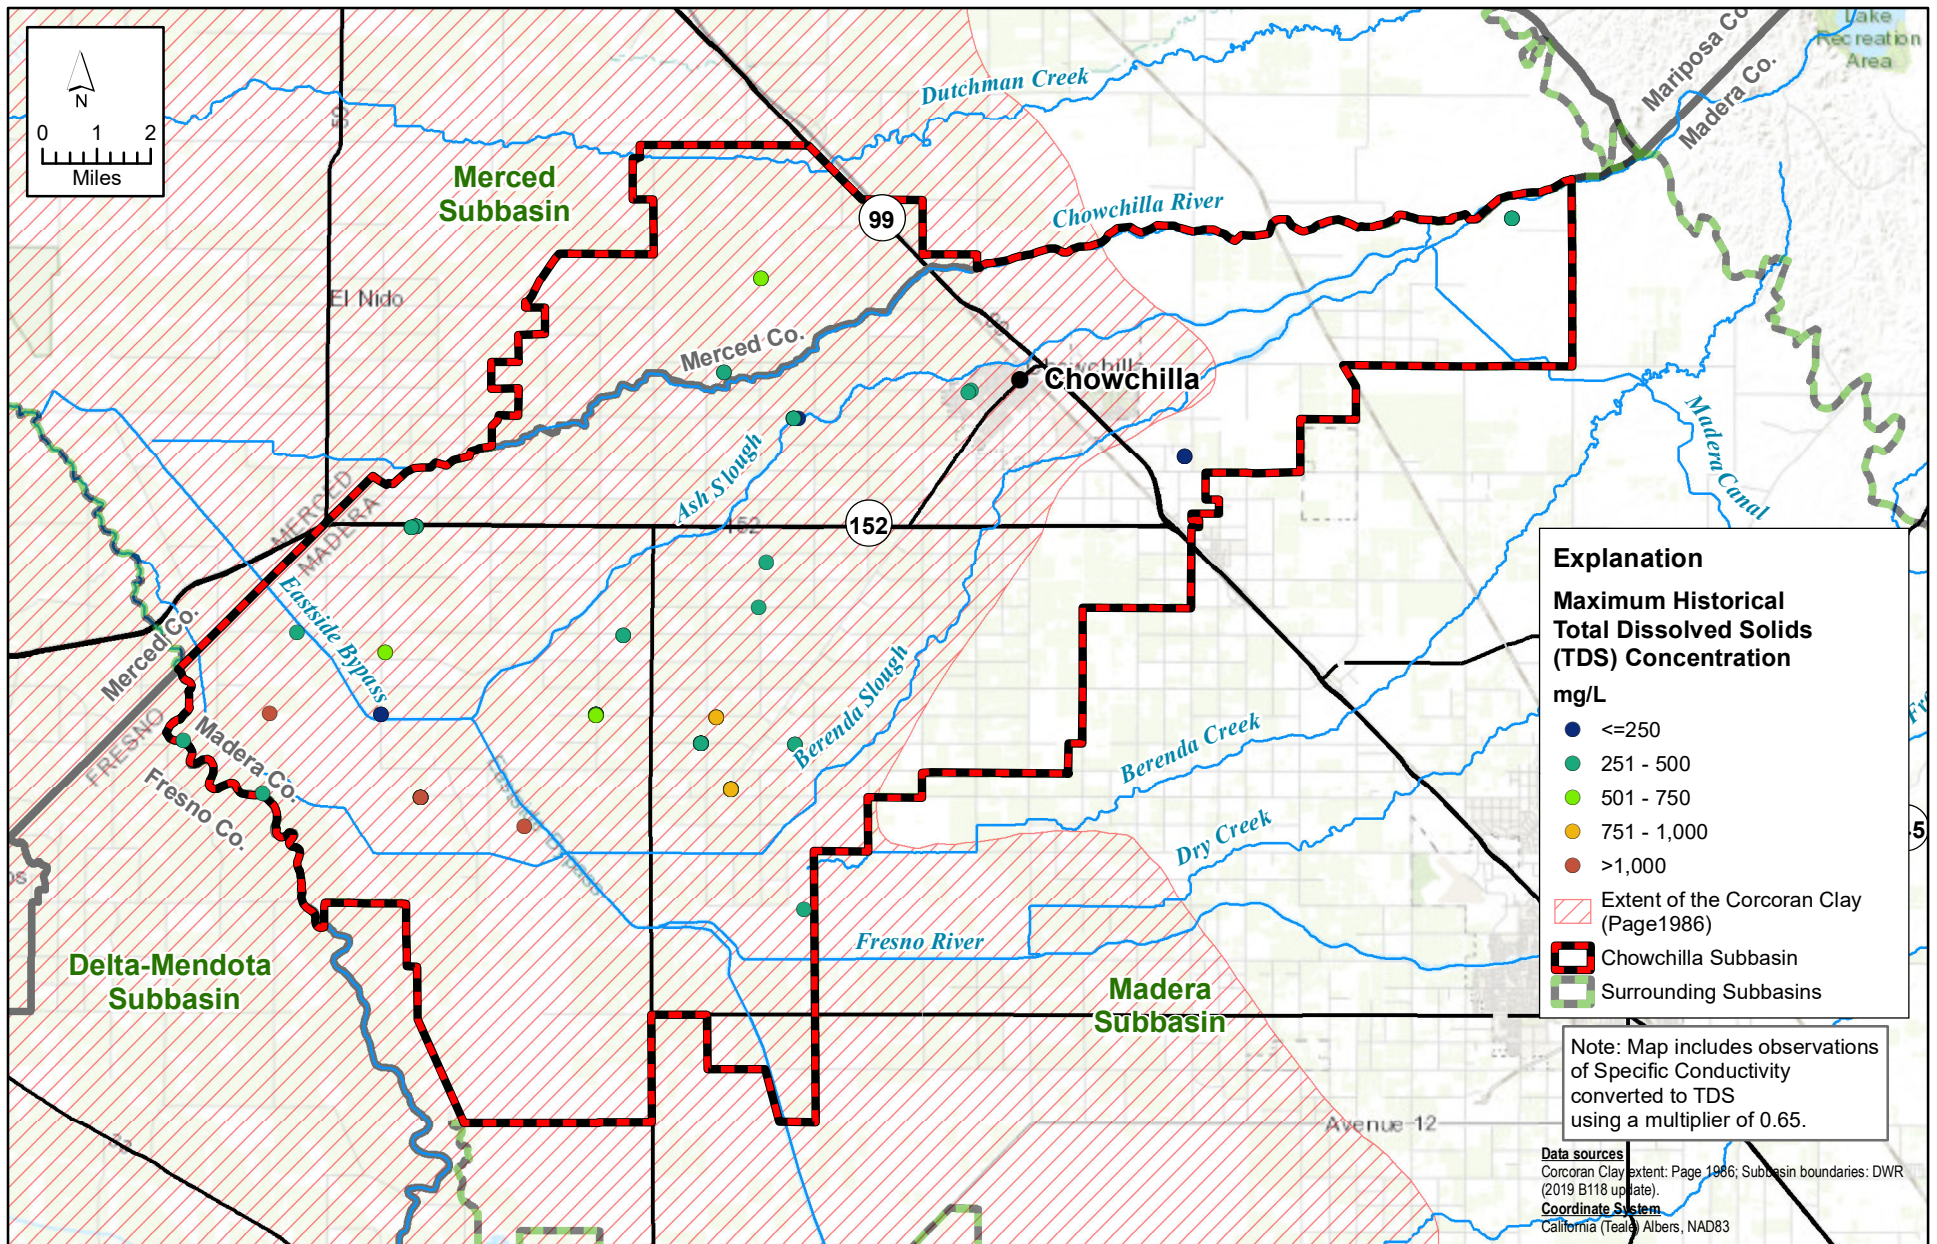 N
0 1 2
Miles
59
Dutchman Creek
Mariposa Co.
Madera Co.
Lake
Recreation
Area
Merced
Subbasin
99
Chowchilla River
El Nido
Merced Co.
99
Chowchilla
Chowchilla
Madera Canal
Ash Slough
MERCED
MADERA
152
152
Eastside Bypass
Merced Co.
FRESNO
Madera Co.
Fresno Co.
Berenda Slough
Eastside Bypass
Berenda Creek
Dry Creek
Fresno River
Delta-Mendota
Subbasin
Madera
Subbasin
Avenue 12
Explanation
Maximum Historical
Total Dissolved Solids
(TDS) Concentration
mg/L
<=250
251 - 500
501 - 750
751 - 1,000
>1,000
Extent of the Corcoran Clay
(Page1986)
Chowchilla Subbasin
Surrounding Subbasins
Note: Map includes observations
of Specific Conductivity
converted to TDS
using a multiplier of 0.65.
Data sources
Corcoran Clay extent: Page 1986; Subbasin boundaries: DWR
(2019 B118 update).
Coordinate System
California (Teale) Albers, NAD83